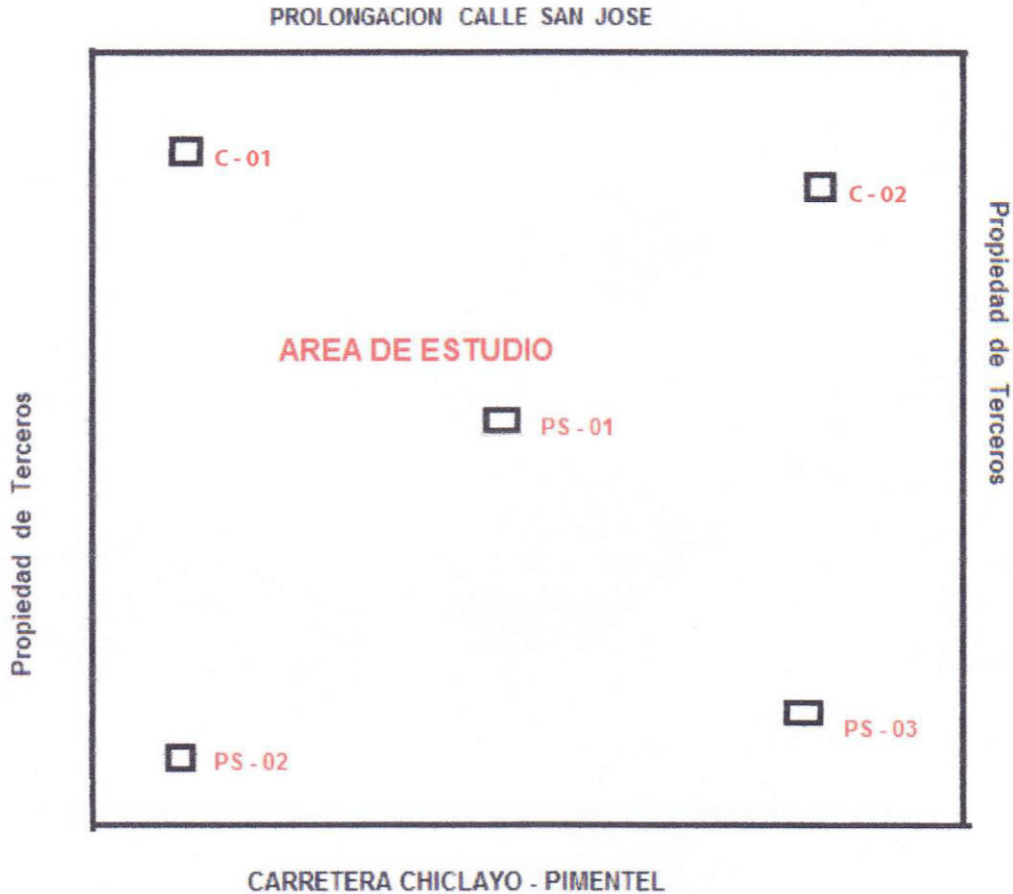 PROLONGACION CALLE SAN JOSE
C - 01
C - 02
Propiedad de Terceros
AREA DE ESTUDIO
PS - 01
Propiedad de Terceros
PS - 03
PS - 02
CARRETERA CHICLAYO - PIMENTEL